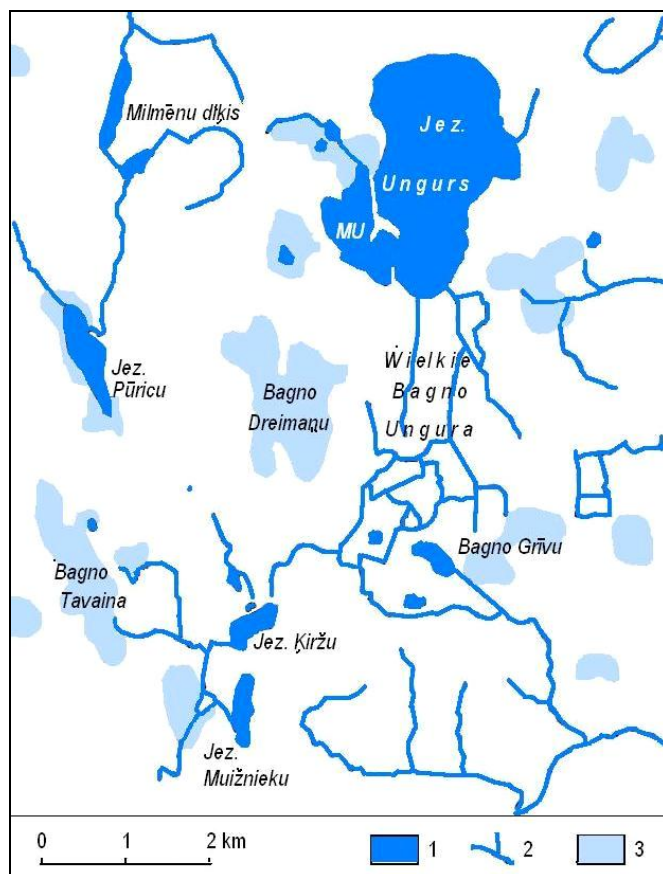 Milmēnu dīķis
Jez.
Ungurs
MU
Jez.
Pūricu
Bagno
Dreimaņu
Wielkie
Bagno
Ungura
Bagno
Tavaina
Bagno Grīvu
Jez. Ķiržu
Jez.
Muižnieku
0 1 2 km
1 2 3